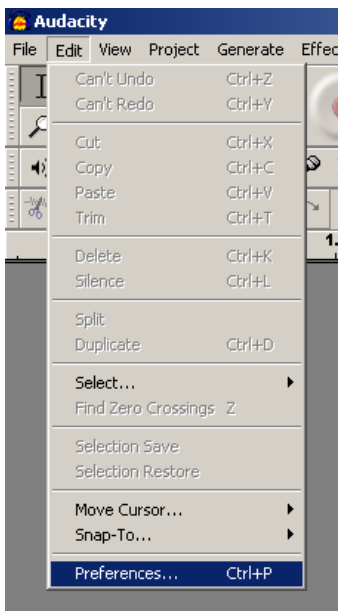 Audacity
File Edit View Project Generate Effec
Can't Undo Ctrl+Z
Can't Redo Ctrl+Y
Cut Ctrl+X
Copy Ctrl+C
Paste Ctrl+V
Trim Ctrl+T
1.
Delete Ctrl+K
Silence Ctrl+L
Split
Duplicate Ctrl+D
Select...
Find Zero Crossings Z
Selection Save
Selection Restore
Move Cursor...
Snap-To...
Preferences... Ctrl+P